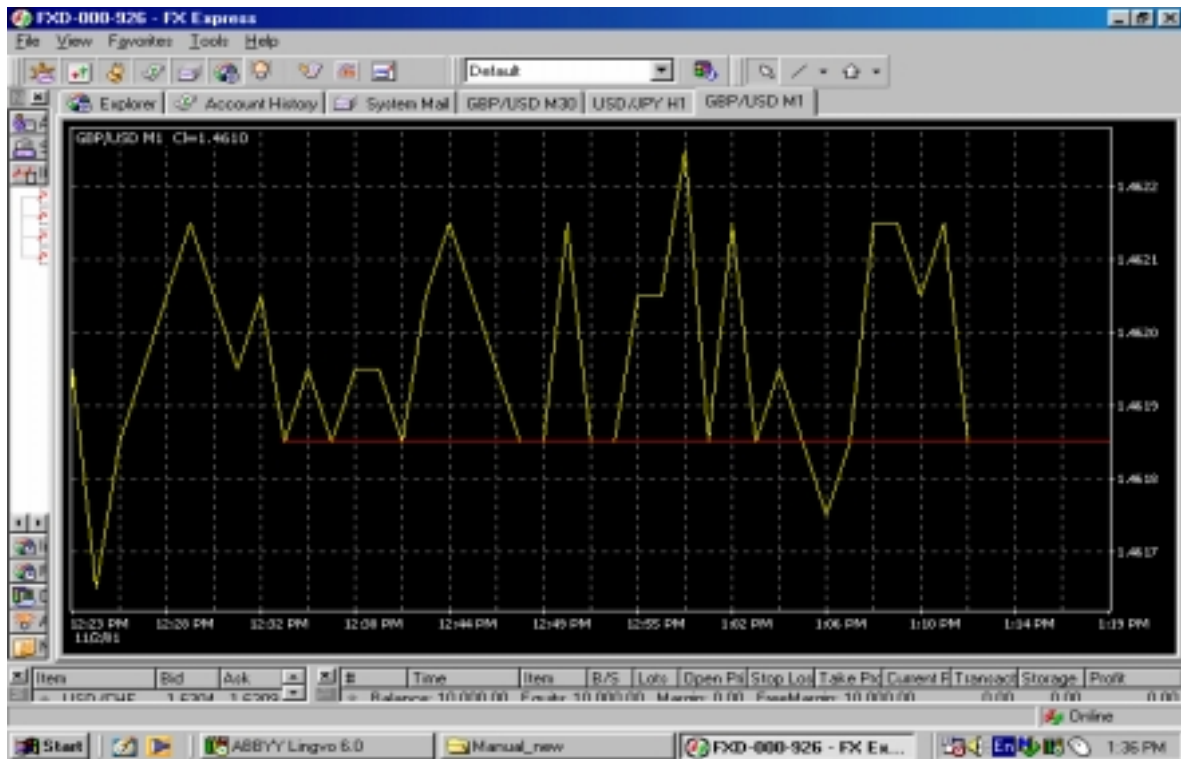 FXD-000-926 - FX Express
File View Favorites Tools Help
Default
Explorer Account History System Mail GBP/USD M30 USD/JPY H1 GBP/USD M1
GBP/USD M1 Cl=1.4610
1.4622
1.4621
1.4620
1.4619
1.4618
1.4617
12:23 PM 12:28 PM 12:32 PM 12:38 PM 12:44 PM 12:49 PM 12:55 PM 1:02 PM 1:06 PM 1:10 PM 1:14 PM 1:19 PM
Item Bid Ask # Time Item B/S Lots Open Stop Los Take Current Transact Storage Profit
USD/CHF Balance: 10,000.00 Equity: 10,000.00 Margin: 0.00 FreeMargin: 10,000.00 0.00 0.00 0.00
Online
Start ABBYY Lingvo 6.0 Manual_new FXD-000-926 - FX Ex... En 1:36 PM